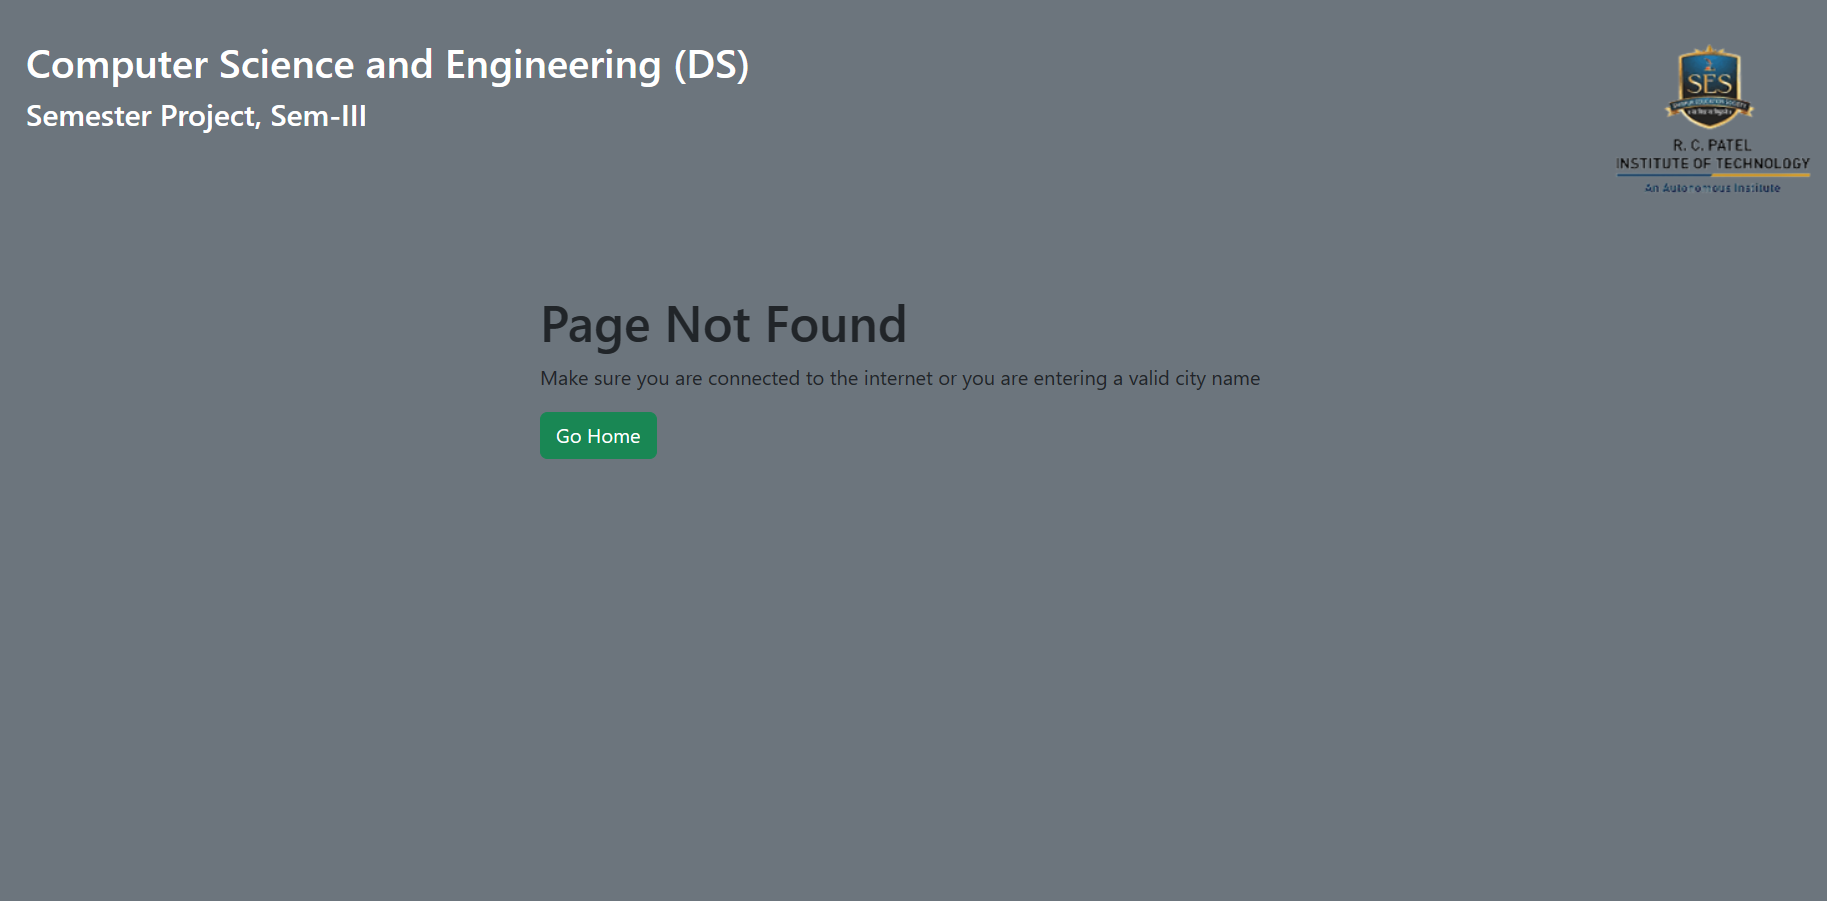 Computer Science and Engineering (DS)
Semester Project, Sem-III
SES
R. C. PATEL
INSTITUTE OF TECHNOLOGY
An Autonomous Institute
Page Not Found
Make sure you are connected to the internet or you are entering a valid city name
Go Home